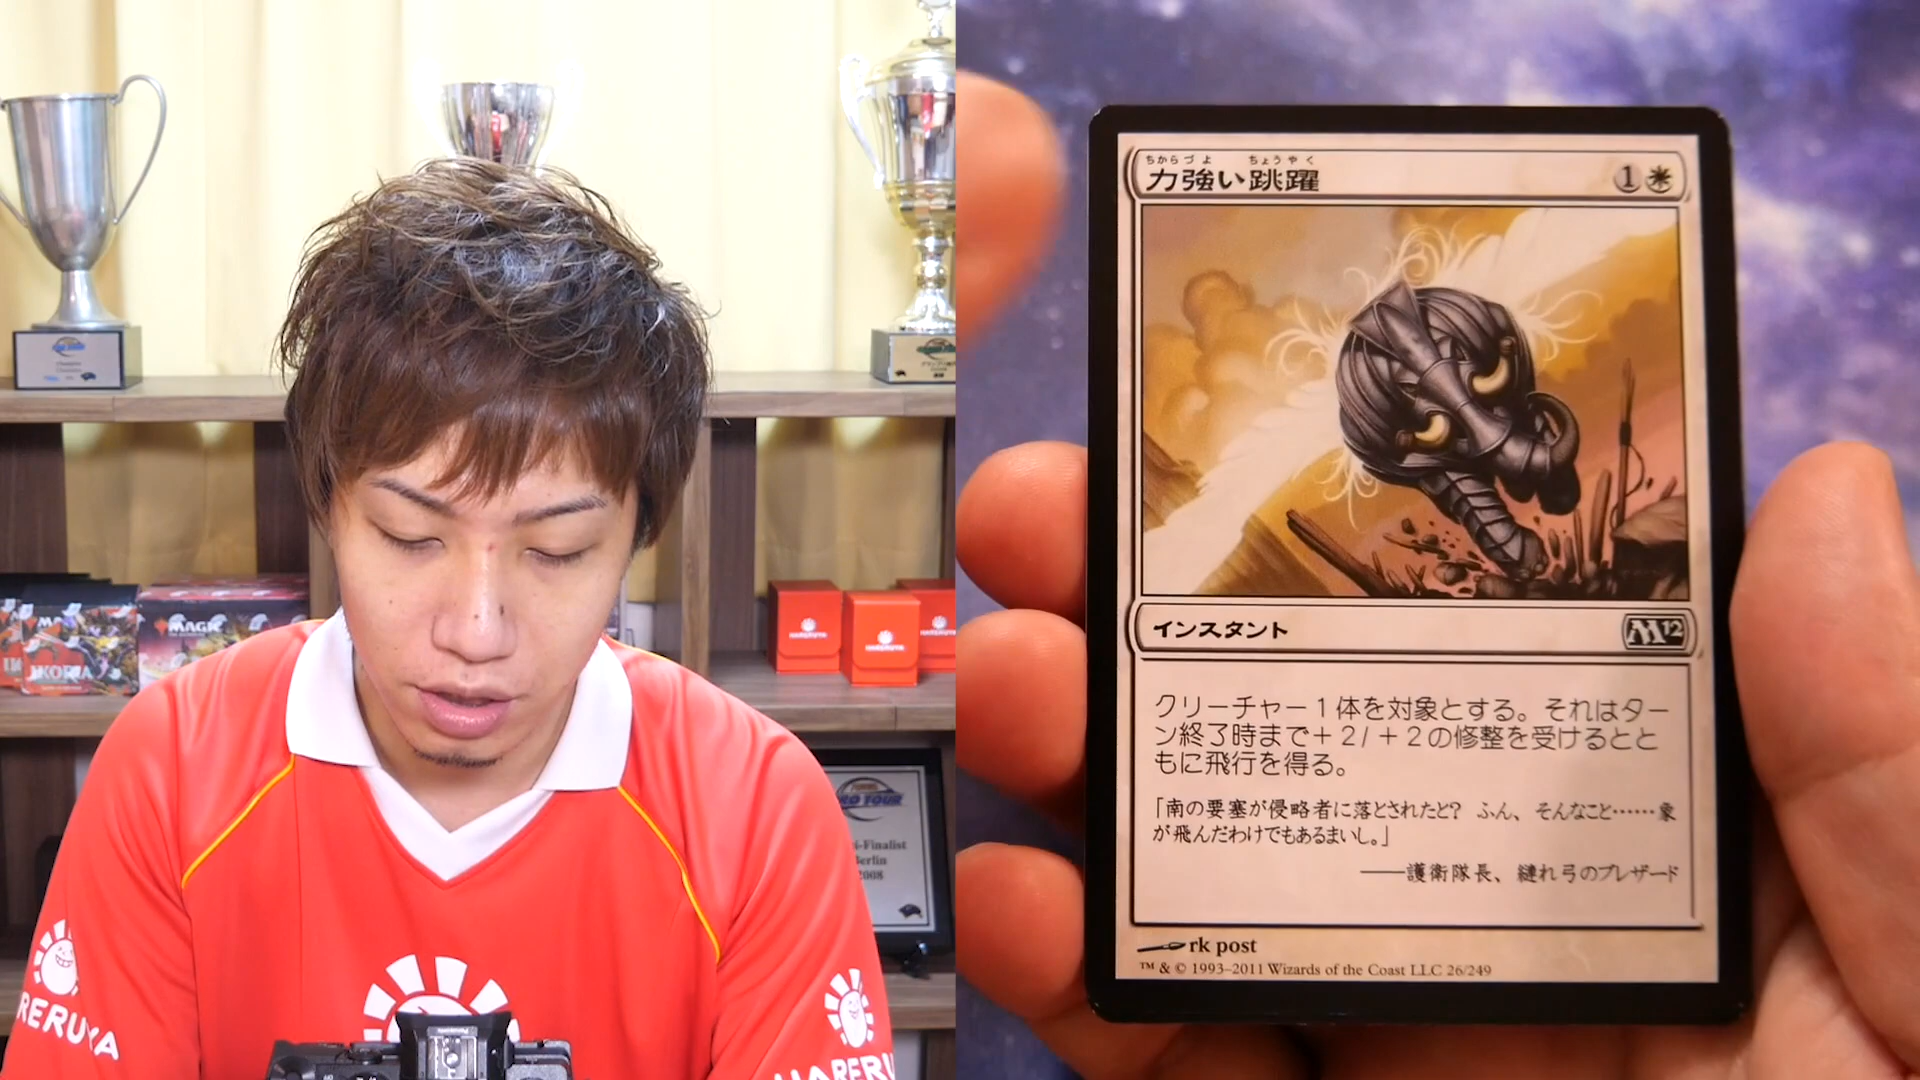 MAGIC
IKORIA
HARERUYA
HARERUYA
RERUYA
HARERU
i-Finalist
Berlin
2008
ちからづよ ちょうやく
力強い跳躍
1
インスタント
M12
クリーチャー1体を対象とする。それはター
ン終了時まで+2/+2の修整を受けるとと
もに飛行を得る。
「南の要塞が侵略者に落とされたと? ふん、そんなこと……象
が飛んだわけでもあるまいし。」
――護衛隊長、縺れ弓のブレザード
rk post
™ & © 1993–2011 Wizards of the Coast LLC 26/249